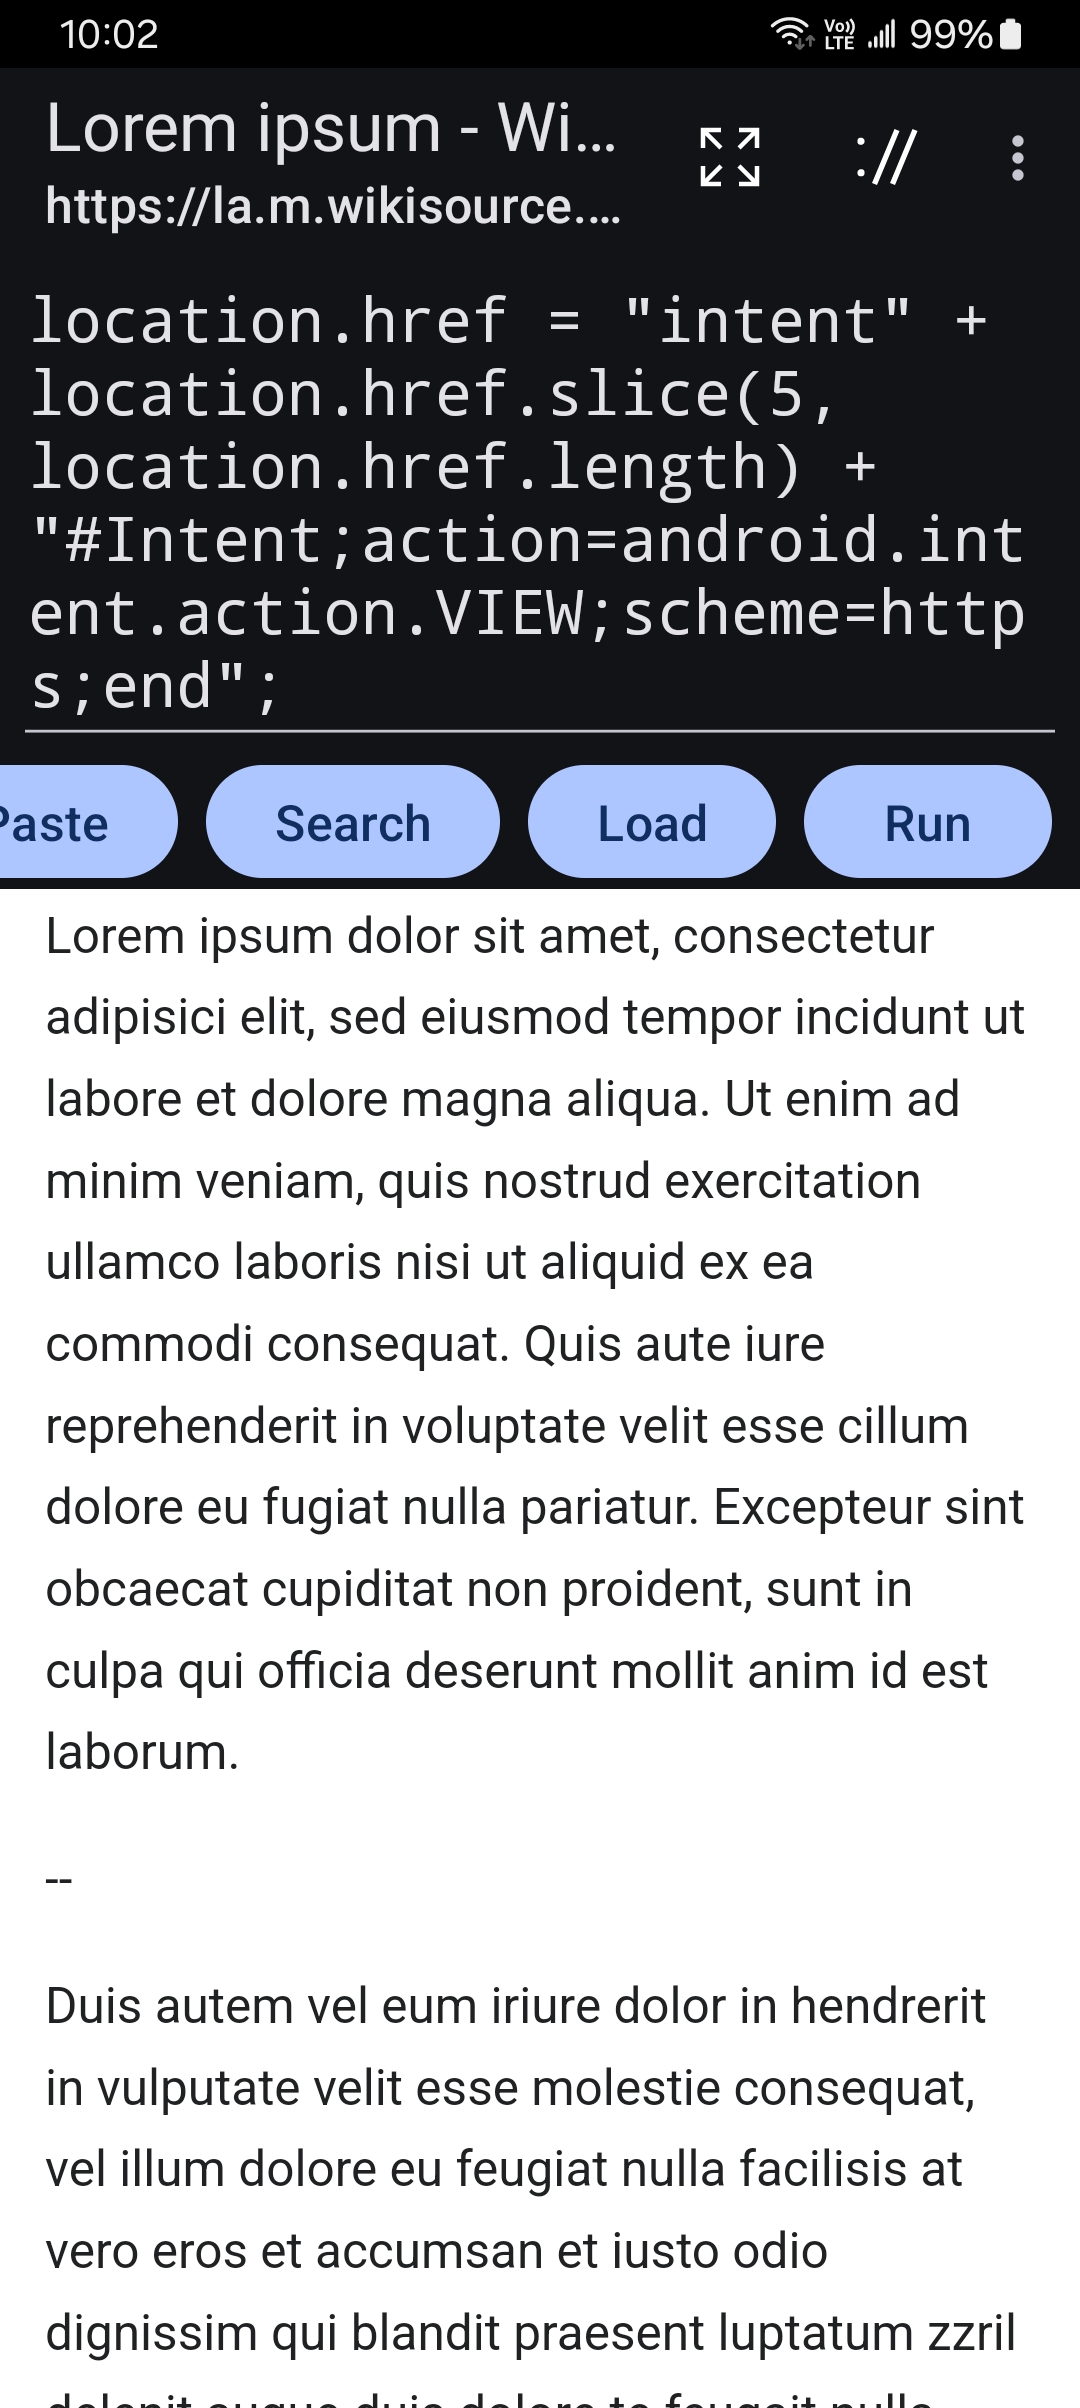 10:02 Vo)) LTE 99%
Lorem ipsum - Wi...
https://la.m.wikisource....
://
location.href = "intent" +
location.href.slice(5,
location.href.length) +
"#Intent;action=android.int
ent.action.VIEW;scheme=http
s;end";
Paste Search Load Run
Lorem ipsum dolor sit amet, consectetur
adipisici elit, sed eiusmod tempor incidunt ut
labore et dolore magna aliqua. Ut enim ad
minim veniam, quis nostrud exercitation
ullamco laboris nisi ut aliquid ex ea
commodi consequat. Quis aute iure
reprehenderit in voluptate velit esse cillum
dolore eu fugiat nulla pariatur. Excepteur sint
obcaecat cupiditat non proident, sunt in
culpa qui officia deserunt mollit anim id est
laborum.
--
Duis autem vel eum iriure dolor in hendrerit
in vulputate velit esse molestie consequat,
vel illum dolore eu feugiat nulla facilisis at
vero eros et accumsan et iusto odio
dignissim qui blandit praesent luptatum zzril